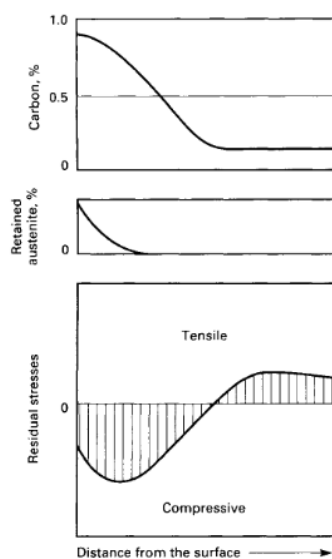 1.0
Carbon, %
0.5
0
Retained
austenite, %
0
Tensile
Residual stresses
0
Compressive
Distance from the surface